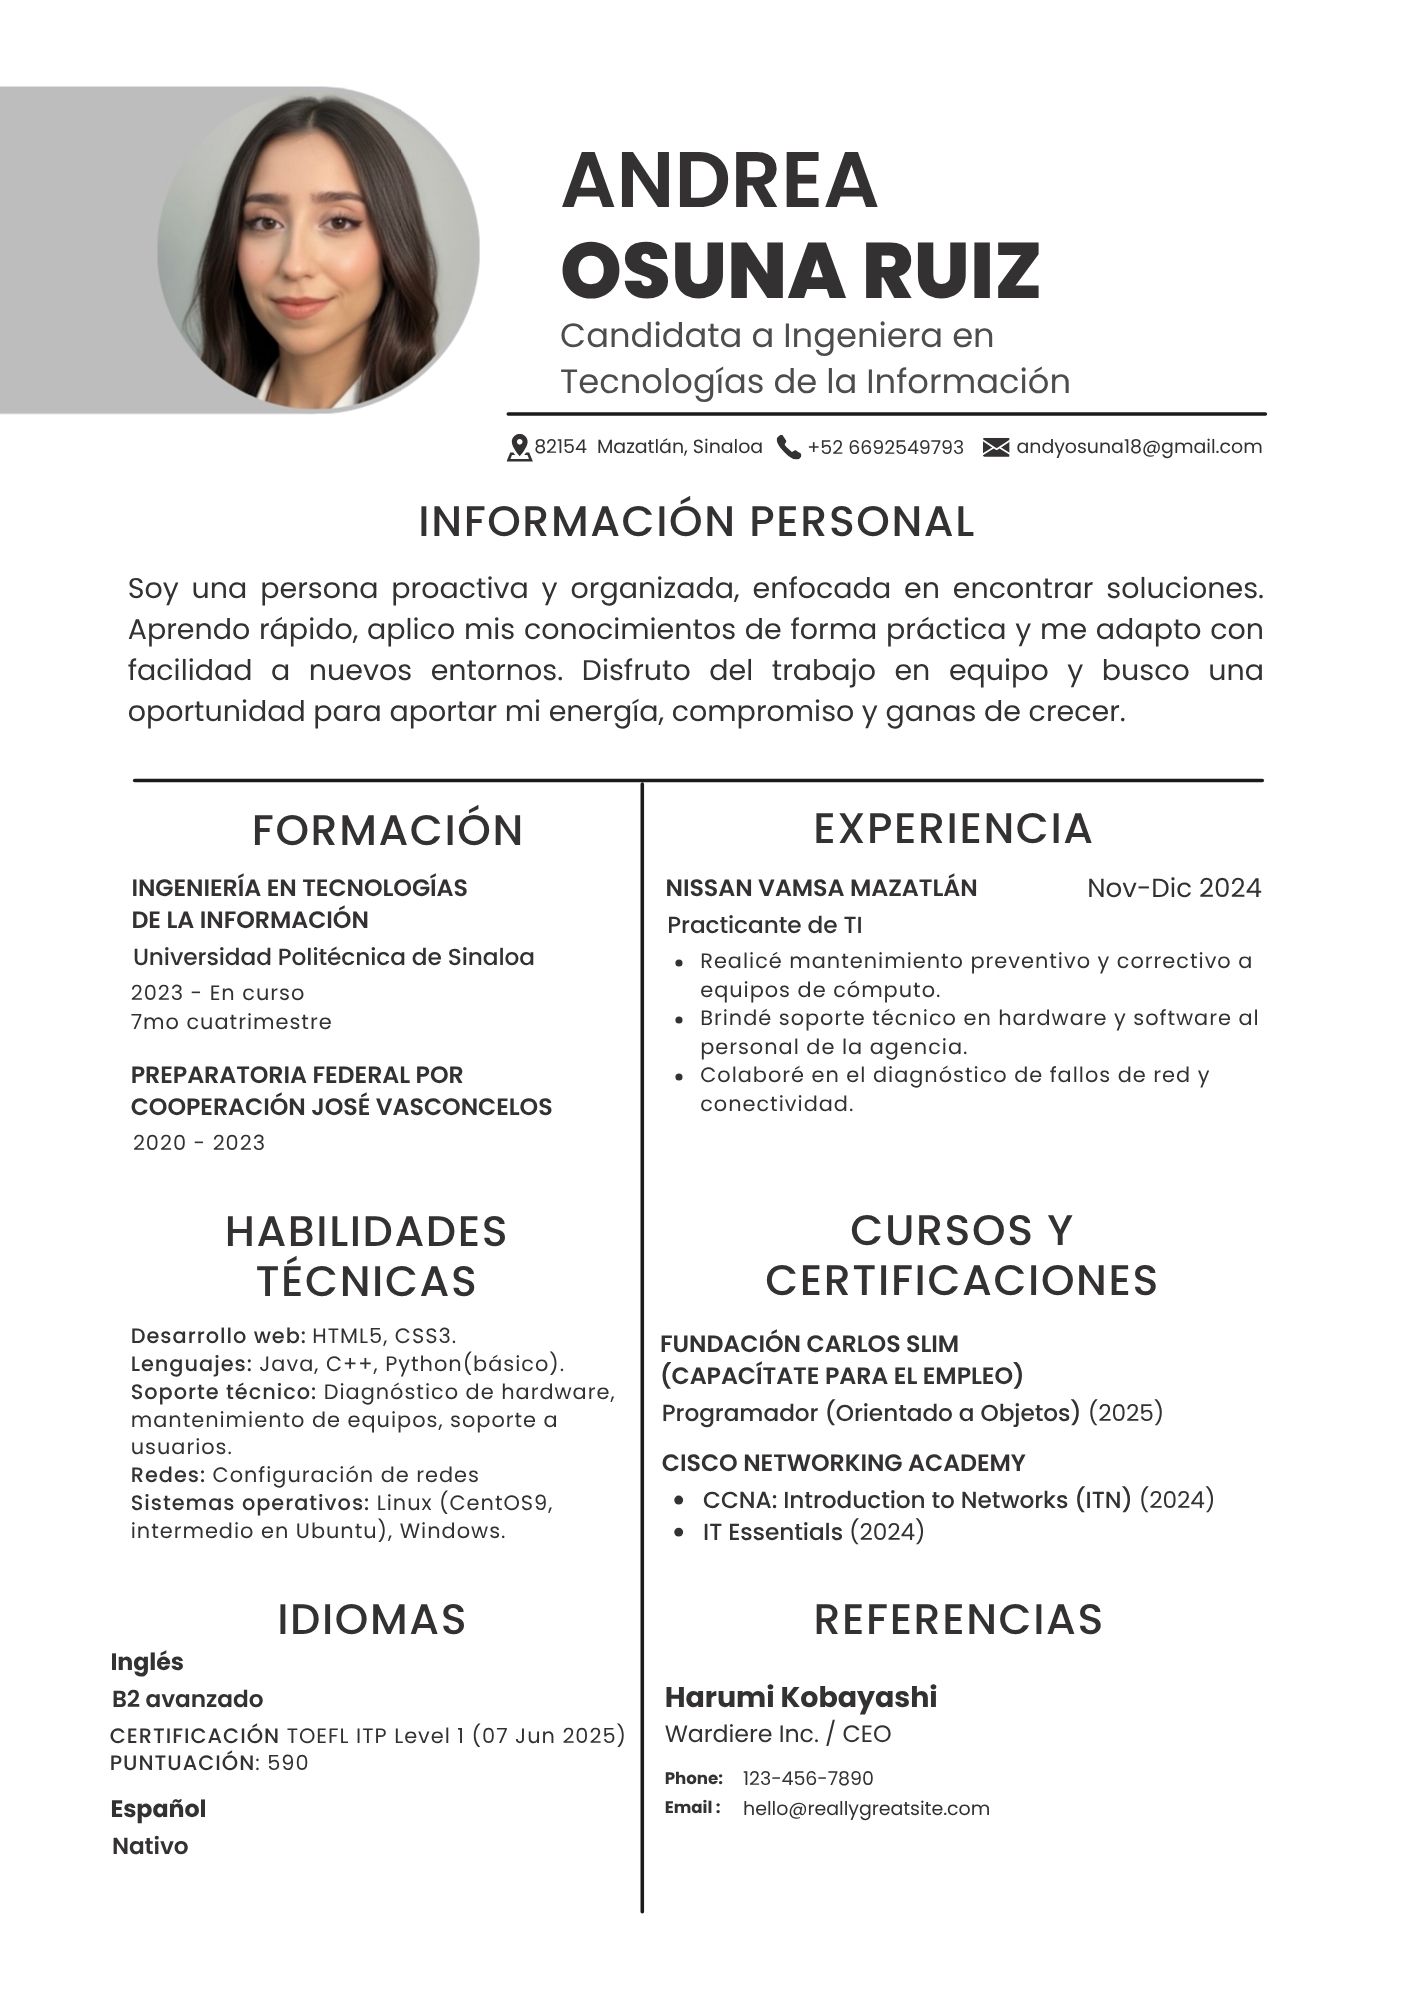 ANDREA
OSUNA RUIZ
Candidata a Ingeniera en
Tecnologías de la Información
82154 Mazatlán, Sinaloa +52 6692549793 andyosuna18@gmail.com
INFORMACIÓN PERSONAL
Soy una persona proactiva y organizada, enfocada en encontrar soluciones.
Aprendo rápido, aplico mis conocimientos de forma práctica y me adapto con
facilidad a nuevos entornos. Disfruto del trabajo en equipo y busco una
oportunidad para aportar mi energía, compromiso y ganas de crecer.
FORMACIÓN
INGENIERÍA EN TECNOLOGÍAS
DE LA INFORMACIÓN
Universidad Politécnica de Sinaloa
2023 - En curso
7mo cuatrimestre
PREPARATORIA FEDERAL POR
COOPERACIÓN JOSÉ VASCONCELOS
2020 - 2023
HABILIDADES
TÉCNICAS
Desarrollo web: HTML5, CSS3.
Lenguajes: Java, C++, Python(básico).
Soporte técnico: Diagnóstico de hardware,
mantenimiento de equipos, soporte a
usuarios.
Redes: Configuración de redes
Sistemas operativos: Linux (CentOS9,
intermedio en Ubuntu), Windows.
IDIOMAS
Inglés
B2 avanzado
CERTIFICACIÓN TOEFL ITP Level 1 (07 Jun 2025)
PUNTUACIÓN: 590
Español
Nativo
EXPERIENCIA
NISSAN VAMSA MAZATLÁN Nov-Dic 2024
Practicante de TI
• Realicé mantenimiento preventivo y correctivo a
equipos de cómputo.
• Brindé soporte técnico en hardware y software al
personal de la agencia.
• Colaboré en el diagnóstico de fallos de red y
conectividad.
CURSOS Y
CERTIFICACIONES
FUNDACIÓN CARLOS SLIM
(CAPACÍTATE PARA EL EMPLEO)
Programador (Orientado a Objetos) (2025)
CISCO NETWORKING ACADEMY
• CCNA: Introduction to Networks (ITN) (2024)
• IT Essentials (2024)
REFERENCIAS
Harumi Kobayashi
Wardiere Inc. / CEO
Phone: 123-456-7890
Email : hello@reallygreatsite.com